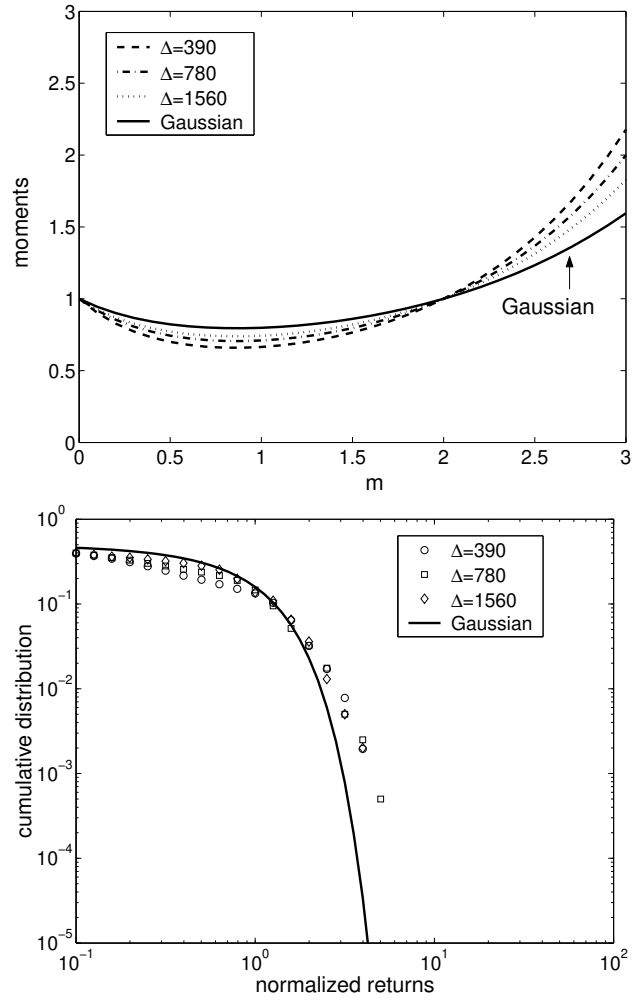 3
2.5
2
1.5
1
0.5
0
moments
Δ=390
Δ=780
Δ=1560
Gaussian
Gaussian
0 0.5 1 1.5 2 2.5 3
m
10^0
10^-1
10^-2
10^-3
10^-4
10^-5
cumulative distribution
Δ=390
Δ=780
Δ=1560
Gaussian
10^-1 10^0 10^1 10^2
normalized returns